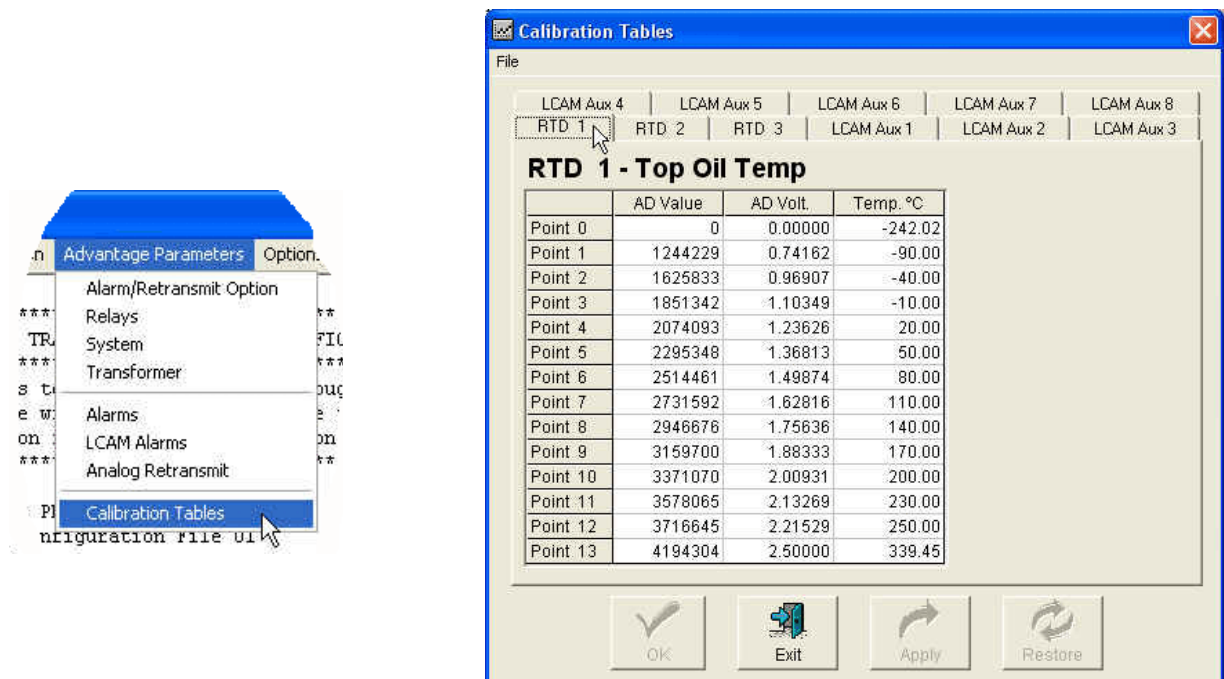 Advantage Parameters
Alarm/Retransmit Option
Relays
System
Transformer
Alarms
LCAM Alarms
Analog Retransmit
Calibration Tables
Calibration Tables
File
LCAM Aux 4 LCAM Aux 5 LCAM Aux 6 LCAM Aux 7 LCAM Aux 8
RTD 1 RTD 2 RTD 3 LCAM Aux 1 LCAM Aux 2 LCAM Aux 3
RTD 1 - Top Oil Temp
AD Value AD Volt. Temp. ºC
Point 0 0 0.00000 -242.02
Point 1 1244229 0.74162 -90.00
Point 2 1625833 0.96907 -40.00
Point 3 1851342 1.10349 -10.00
Point 4 2074093 1.23626 20.00
Point 5 2295348 1.36813 50.00
Point 6 2514461 1.49874 80.00
Point 7 2731592 1.62816 110.00
Point 8 2946676 1.75636 140.00
Point 9 3159700 1.88333 170.00
Point 10 3371070 2.00931 200.00
Point 11 3578065 2.13269 230.00
Point 12 3716645 2.21529 250.00
Point 13 4194304 2.50000 339.45
OK Exit Apply Restore